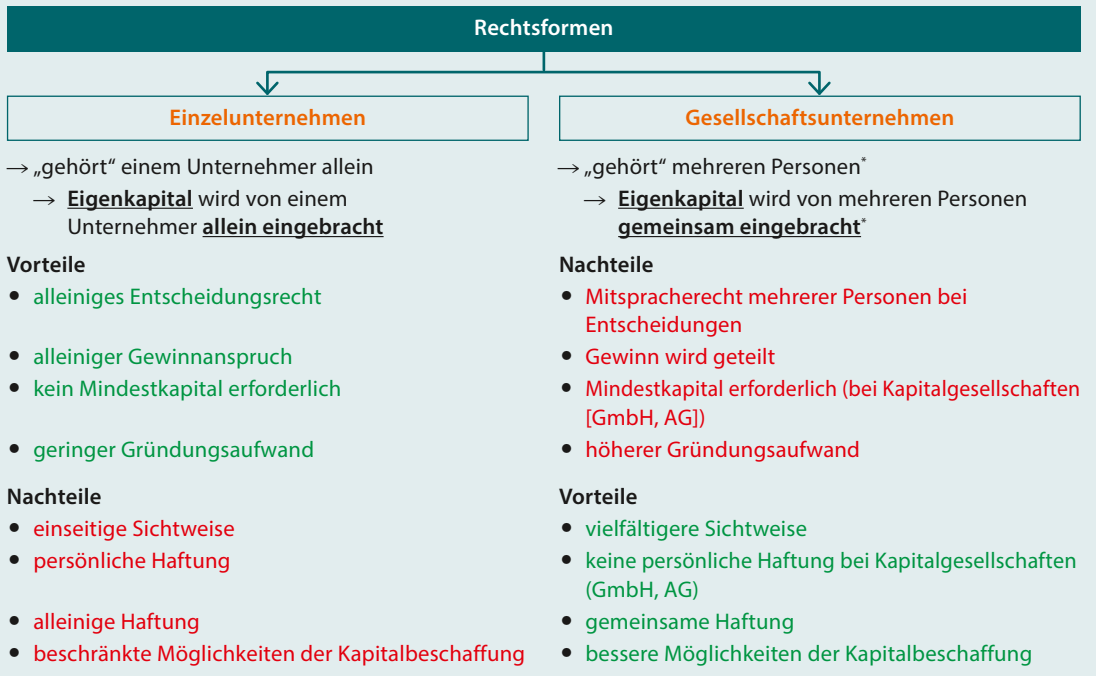 Rechtsformen
Einzelunternehmen
→ „gehört“ einem Unternehmer allein
→ Eigenkapital wird von einem
Unternehmer allein eingebracht
Vorteile
• alleiniges Entscheidungsrecht
• alleiniger Gewinnanspruch
• kein Mindestkapital erforderlich
• geringer Gründungsaufwand
Nachteile
• einseitige Sichtweise
• persönliche Haftung
• alleinige Haftung
• beschränkte Möglichkeiten der Kapitalbeschaffung
Gesellschaftsunternehmen
→ „gehört“ mehreren Personen*
→ Eigenkapital wird von mehreren Personen
gemeinsam eingebracht*
Nachteile
• Mitspracherecht mehrerer Personen bei
Entscheidungen
• Gewinn wird geteilt
• Mindestkapital erforderlich (bei Kapitalgesellschaften
[GmbH, AG])
• höherer Gründungsaufwand
Vorteile
• vielfältigere Sichtweise
• keine persönliche Haftung bei Kapitalgesellschaften
(GmbH, AG)
• gemeinsame Haftung
• bessere Möglichkeiten der Kapitalbeschaffung